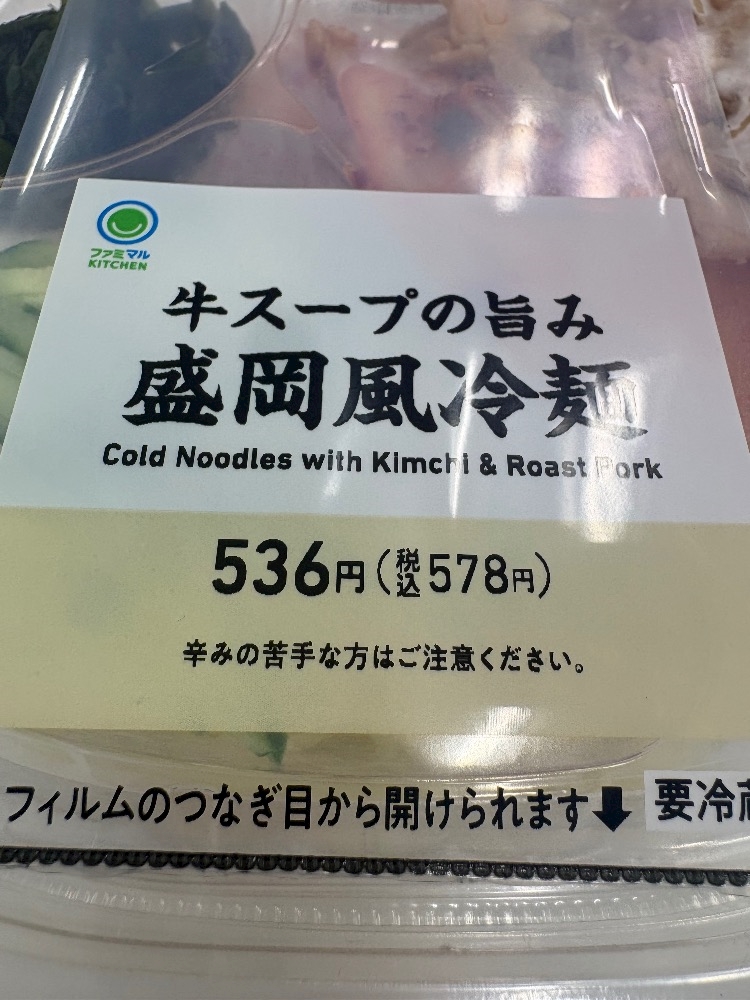 ファミマル
KITCHEN
牛スープの旨み
盛岡風冷麺
Cold Noodles with Kimchi & Roast Pork
536円(税込578円)
辛みの苦手な方はご注意ください。
フィルムのつなぎ目から開けられます⬇ 要冷蔵